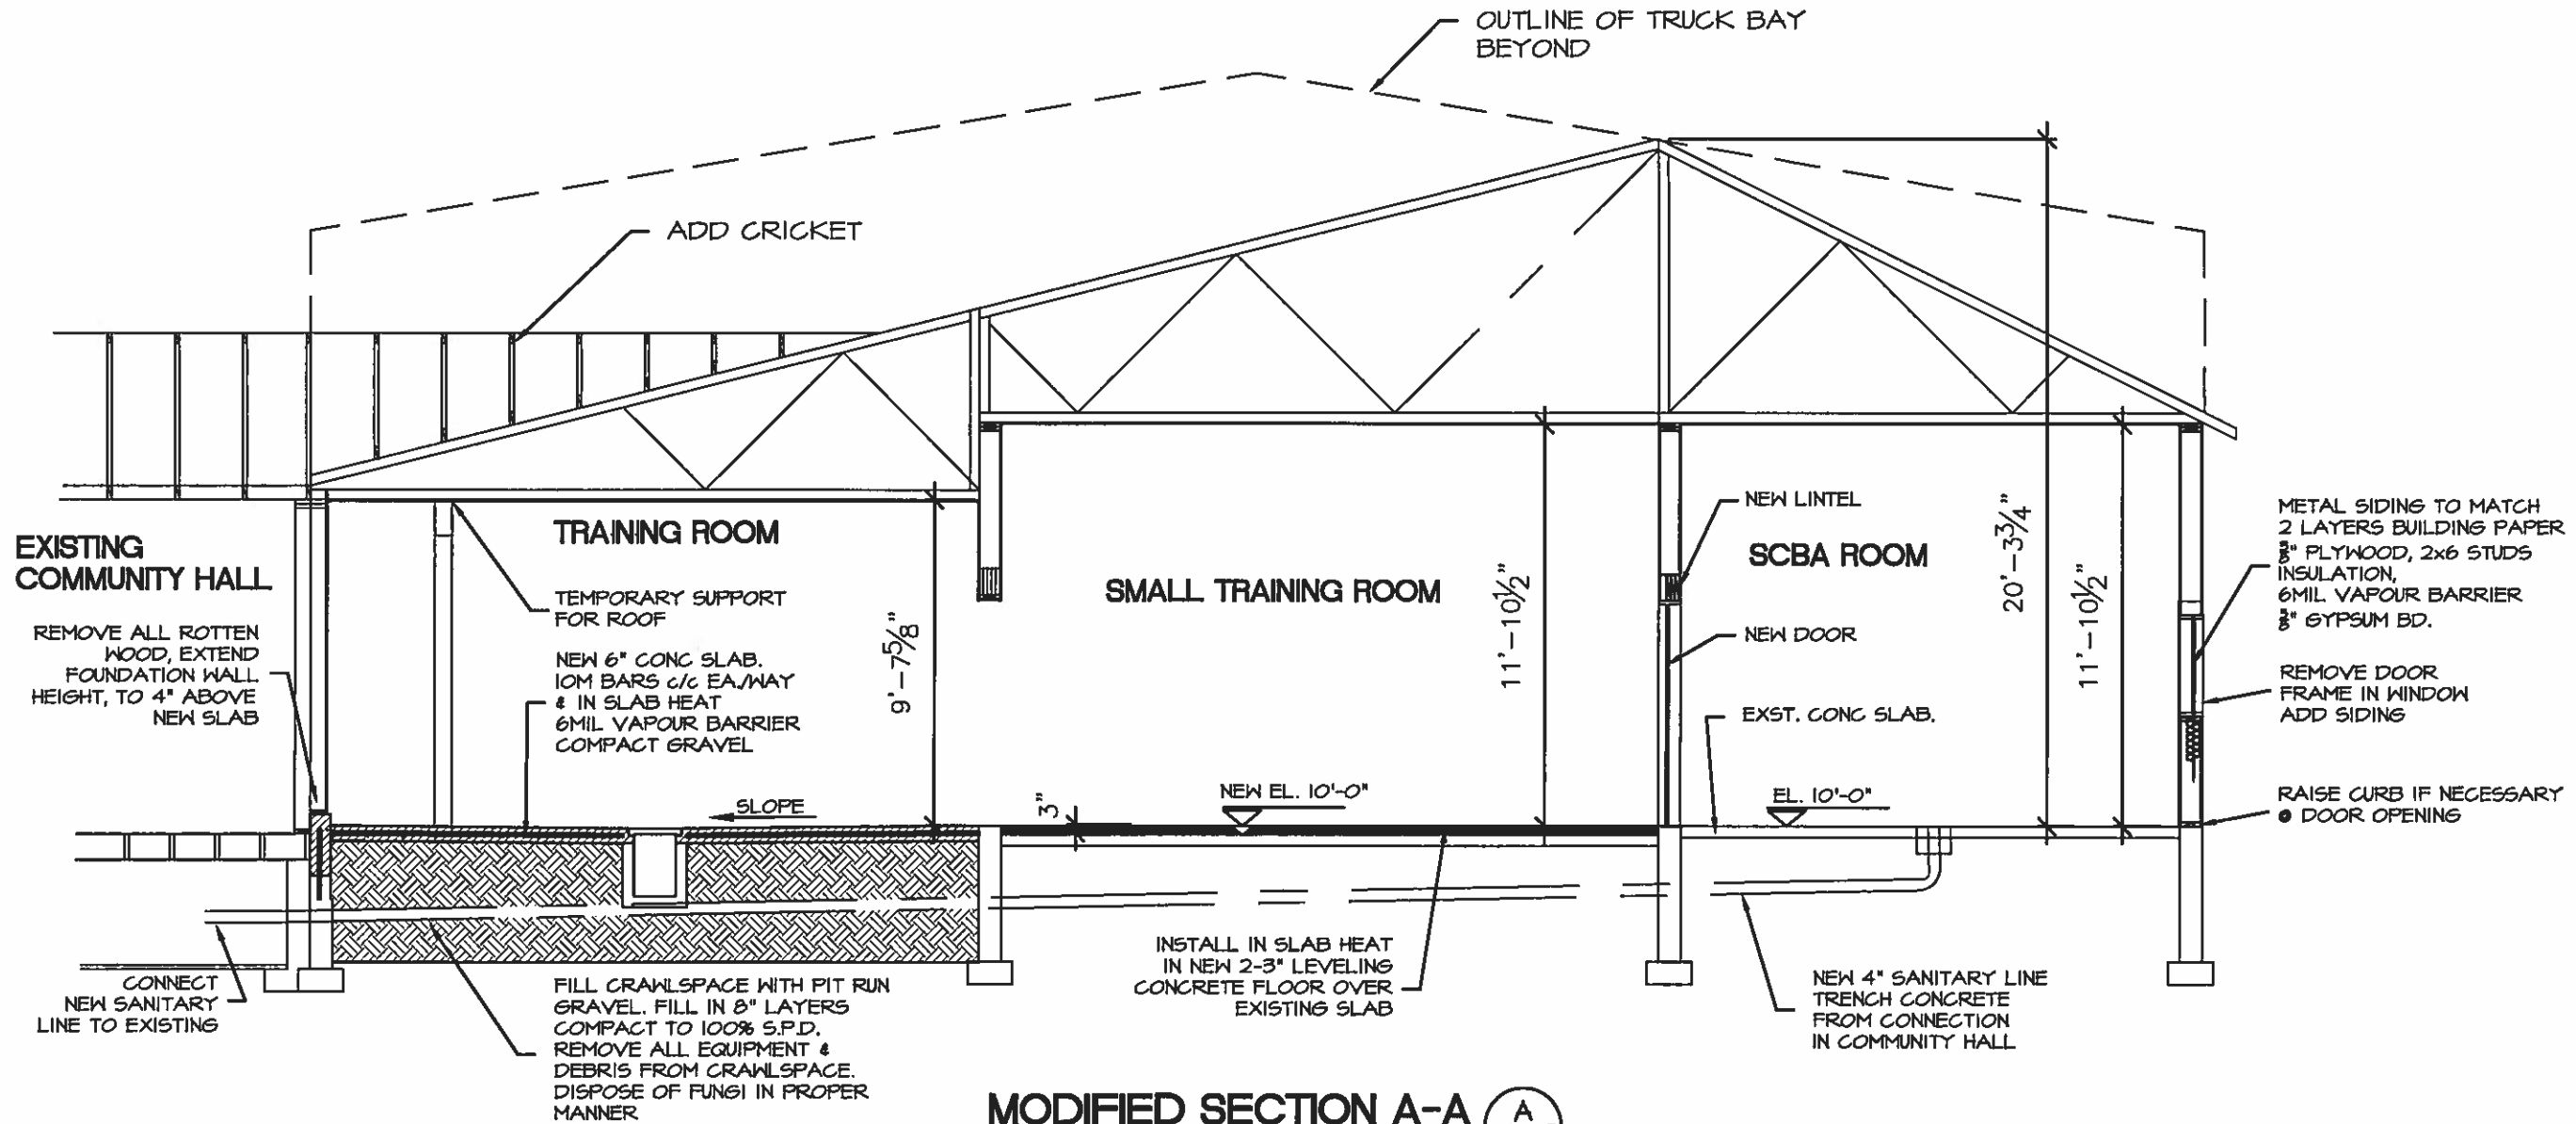 OUTLINE OF TRUCK BAY
BEYOND
ADD CRICKET
EXISTING
COMMUNITY HALL
REMOVE ALL ROTTEN
WOOD, EXTEND
FOUNDATION WALL
HEIGHT, TO 4" ABOVE
NEW SLAB
TRAINING ROOM
TEMPORARY SUPPORT
FOR ROOF
NEW 6" CONC SLAB.
10M BARS c/c EA./WAY
& IN SLAB HEAT
6MIL VAPOUR BARRIER
COMPACT GRAVEL
9'-7 5/8"
SLOPE
SMALL TRAINING ROOM
3"
NEW EL. 10'-0"
11'-10 1/2"
NEW LINTEL
SCBA ROOM
NEW DOOR
EXST. CONC SLAB.
EL. 10'-0"
20'-3 3/4"
11'-10 1/2"
METAL SIDING TO MATCH
2 LAYERS BUILDING PAPER
PLYWOOD, 2x6 STUDS
INSULATION,
6MIL VAPOUR BARRIER
GYPSUM BD.
REMOVE DOOR
FRAME IN WINDOW
ADD SIDING
RAISE CURB IF NECESSARY
@ DOOR OPENING
CONNECT
NEW SANITARY
LINE TO EXISTING
FILL CRAWLSPACE WITH PIT RUN
GRAVEL. FILL IN 8" LAYERS
COMPACT TO 100% S.P.D.
REMOVE ALL EQUIPMENT &
DEBRIS FROM CRAWLSPACE.
DISPOSE OF FUNGI IN PROPER
MANNER
INSTALL IN SLAB HEAT
IN NEW 2-3" LEVELING
CONCRETE FLOOR OVER
EXISTING SLAB
NEW 4" SANITARY LINE
TRENCH CONCRETE
FROM CONNECTION
IN COMMUNITY HALL
MODIFIED SECTION A-A
A